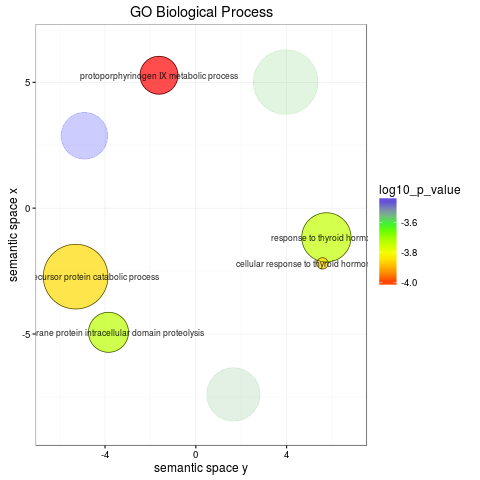 GO Biological Process
protoporphyrinogen IX metabolic process
response to thyroid horm
cellular response to thyroid hormon
ecursor protein catabolic process
rane protein intracellular domain proteolysis
5
0
-5
-4
0
4
semantic space x
semantic space y
log10_p_value
-3.6
-3.8
-4.0